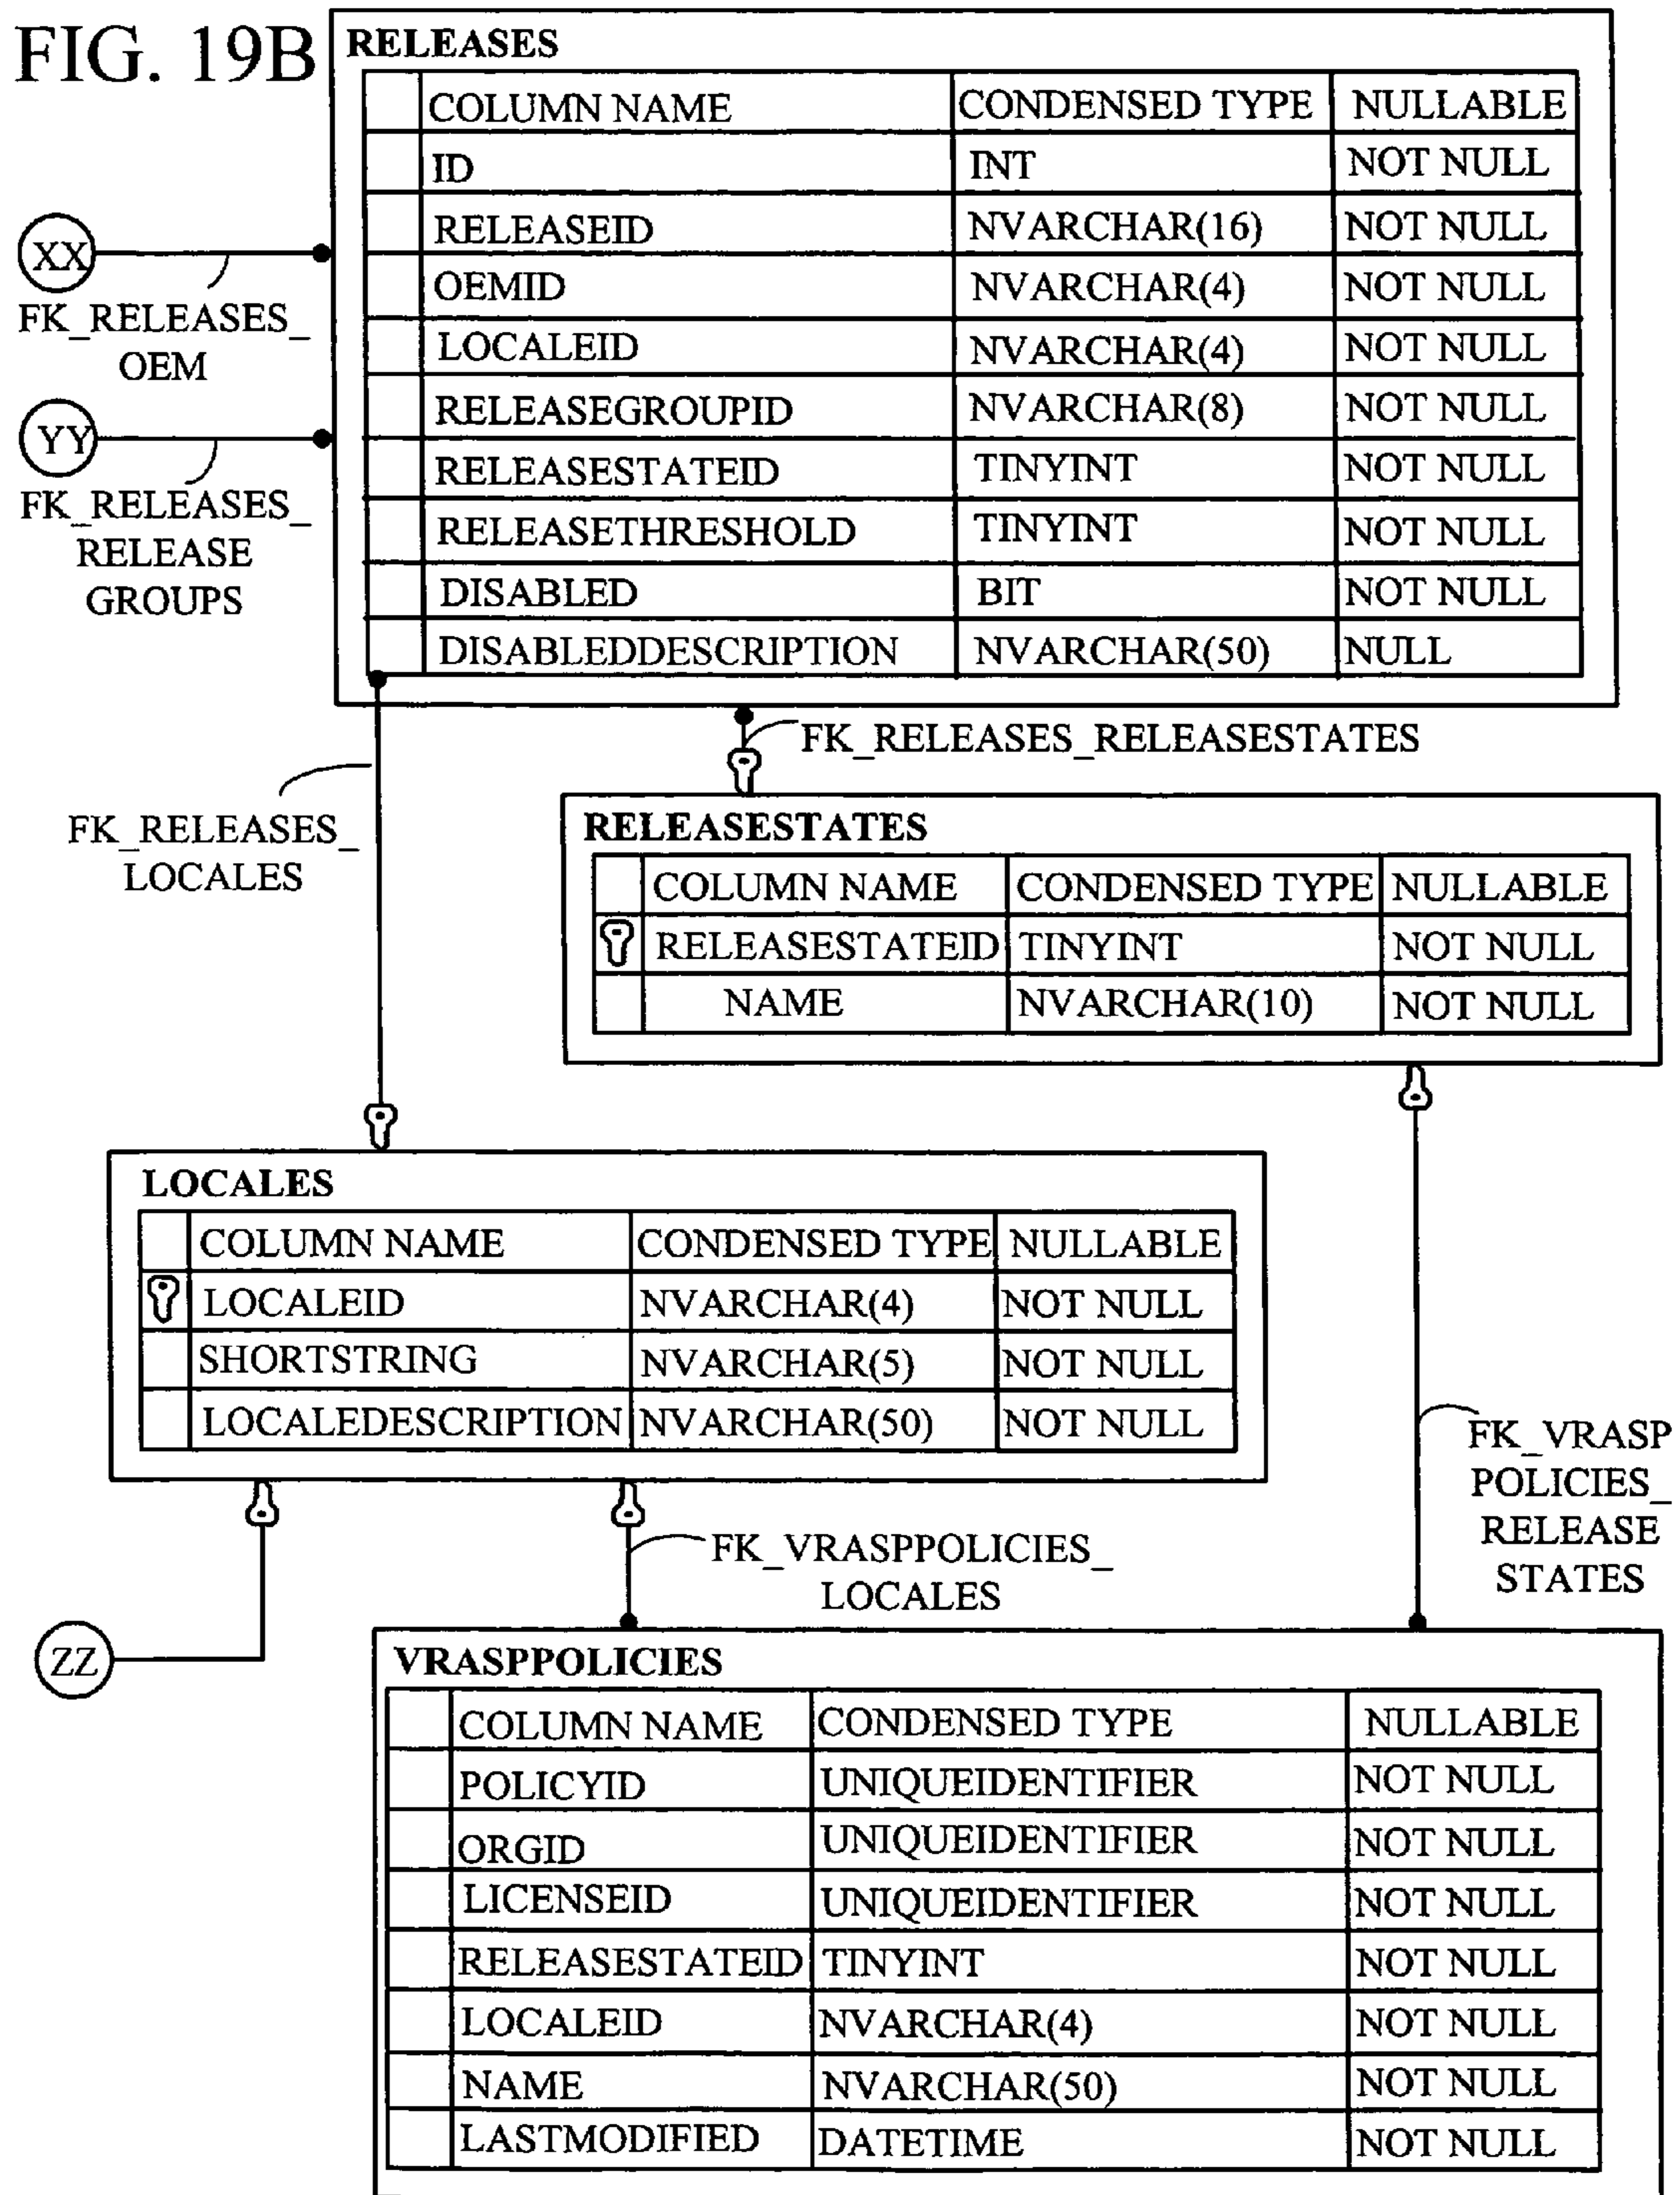 FIG. 19B
RELEASES
COLUMN NAME CONDENSED TYPE NULLABLE
ID INT NOT NULL
RELEASEID NVARCHAR(16) NOT NULL
OEMID NVARCHAR(4) NOT NULL
LOCALEID NVARCHAR(4) NOT NULL
RELEASEGROUPID NVARCHAR(8) NOT NULL
RELEASESTATEID TINYINT NOT NULL
RELEASETHRESHOLD TINYINT NOT NULL
DISABLED BIT NOT NULL
DISABLEDDESCRIPTION NVARCHAR(50) NULL
XX
FK_RELEASES_
OEM
YY
FK_RELEASES_
RELEASE
GROUPS
FK_RELEASES_RELEASESTATES
FK_RELEASES_
LOCALES
RELEASESTATES
COLUMN NAME CONDENSED TYPE NULLABLE
RELEASESTATEID TINYINT NOT NULL
NAME NVARCHAR(10) NOT NULL
LOCALES
COLUMN NAME CONDENSED TYPE NULLABLE
LOCALEID NVARCHAR(4) NOT NULL
SHORTSTRING NVARCHAR(5) NOT NULL
LOCALEDESCRIPTION NVARCHAR(50) NOT NULL
FK_VRASP
POLICIES_
RELEASE
STATES
FK_VRASPPOLICIES_
LOCALES
ZZ
VRASPPOLICIES
COLUMN NAME CONDENSED TYPE NULLABLE
POLICYID UNIQUEIDENTIFIER NOT NULL
ORGID UNIQUEIDENTIFIER NOT NULL
LICENSEID UNIQUEIDENTIFIER NOT NULL
RELEASESTATEID TINYINT NOT NULL
LOCALEID NVARCHAR(4) NOT NULL
NAME NVARCHAR(50) NOT NULL
LASTMODIFIED DATETIME NOT NULL